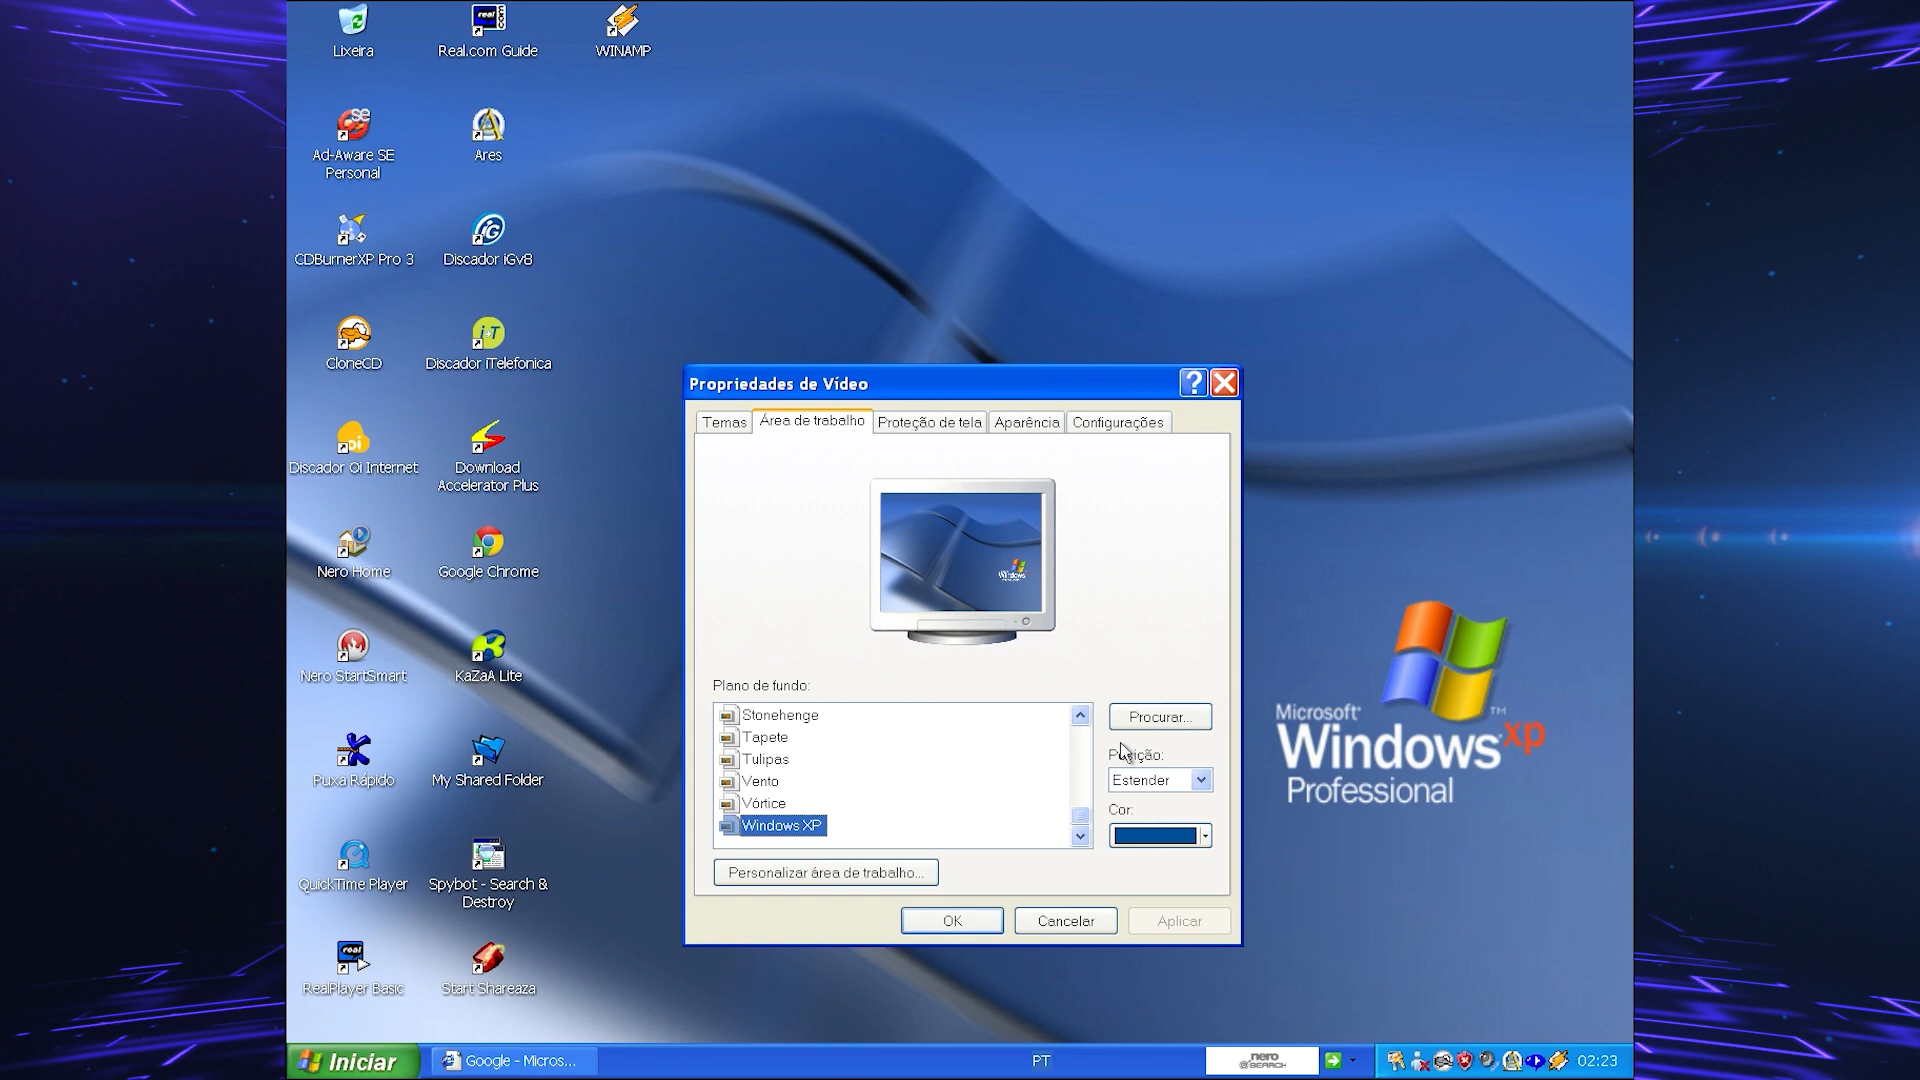 Lixeira
Real.com Guide
WINAMP
Ad-Aware SE
Personal
Ares
CDBurnerXP Pro 3
Discador iGv8
CloneCD
Discador iTelefonica
Discador Oi Internet
Download
Accelerator Plus
Nero Home
Google Chrome
Nero StartSmart
KaZaA Lite
Puxa Rápido
My Shared Folder
QuickTime Player
Spybot - Search &
Destroy
RealPlayer Basic
Start Shareaza
Propriedades de Vídeo
Temas
Área de trabalho
Proteção de tela
Aparência
Configurações
Plano de fundo:
Stonehenge
Tapete
Tulipas
Vento
Vórtice
Windows XP
Procurar...
Posição:
Estender
Cor:
Personalizar área de trabalho...
OK
Cancelar
Aplicar
Microsoft
Windows xp
Professional
Iniciar
Google - Micros...
PT
nero
SEARCH
02:23